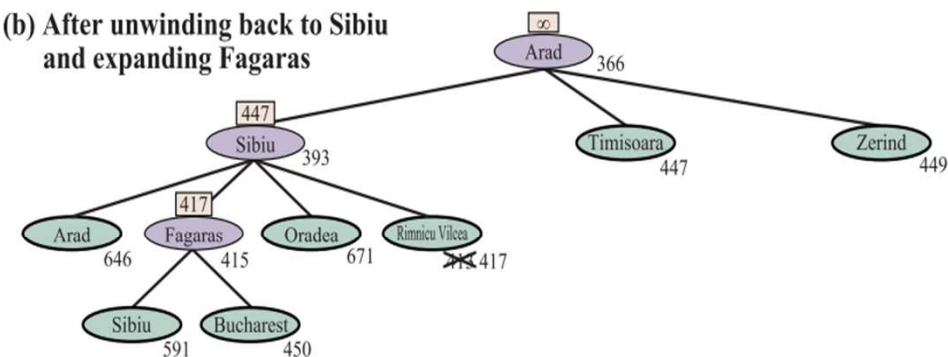 (b) After unwinding back to Sibiu
and expanding Fagaras
∞
Arad
366
447
Sibiu
393
Timisoara
447
Zerind
449
417
Arad
646
Fagaras
415
Oradea
671
Rimnicu Vilcea
417
Sibiu
591
Bucharest
450